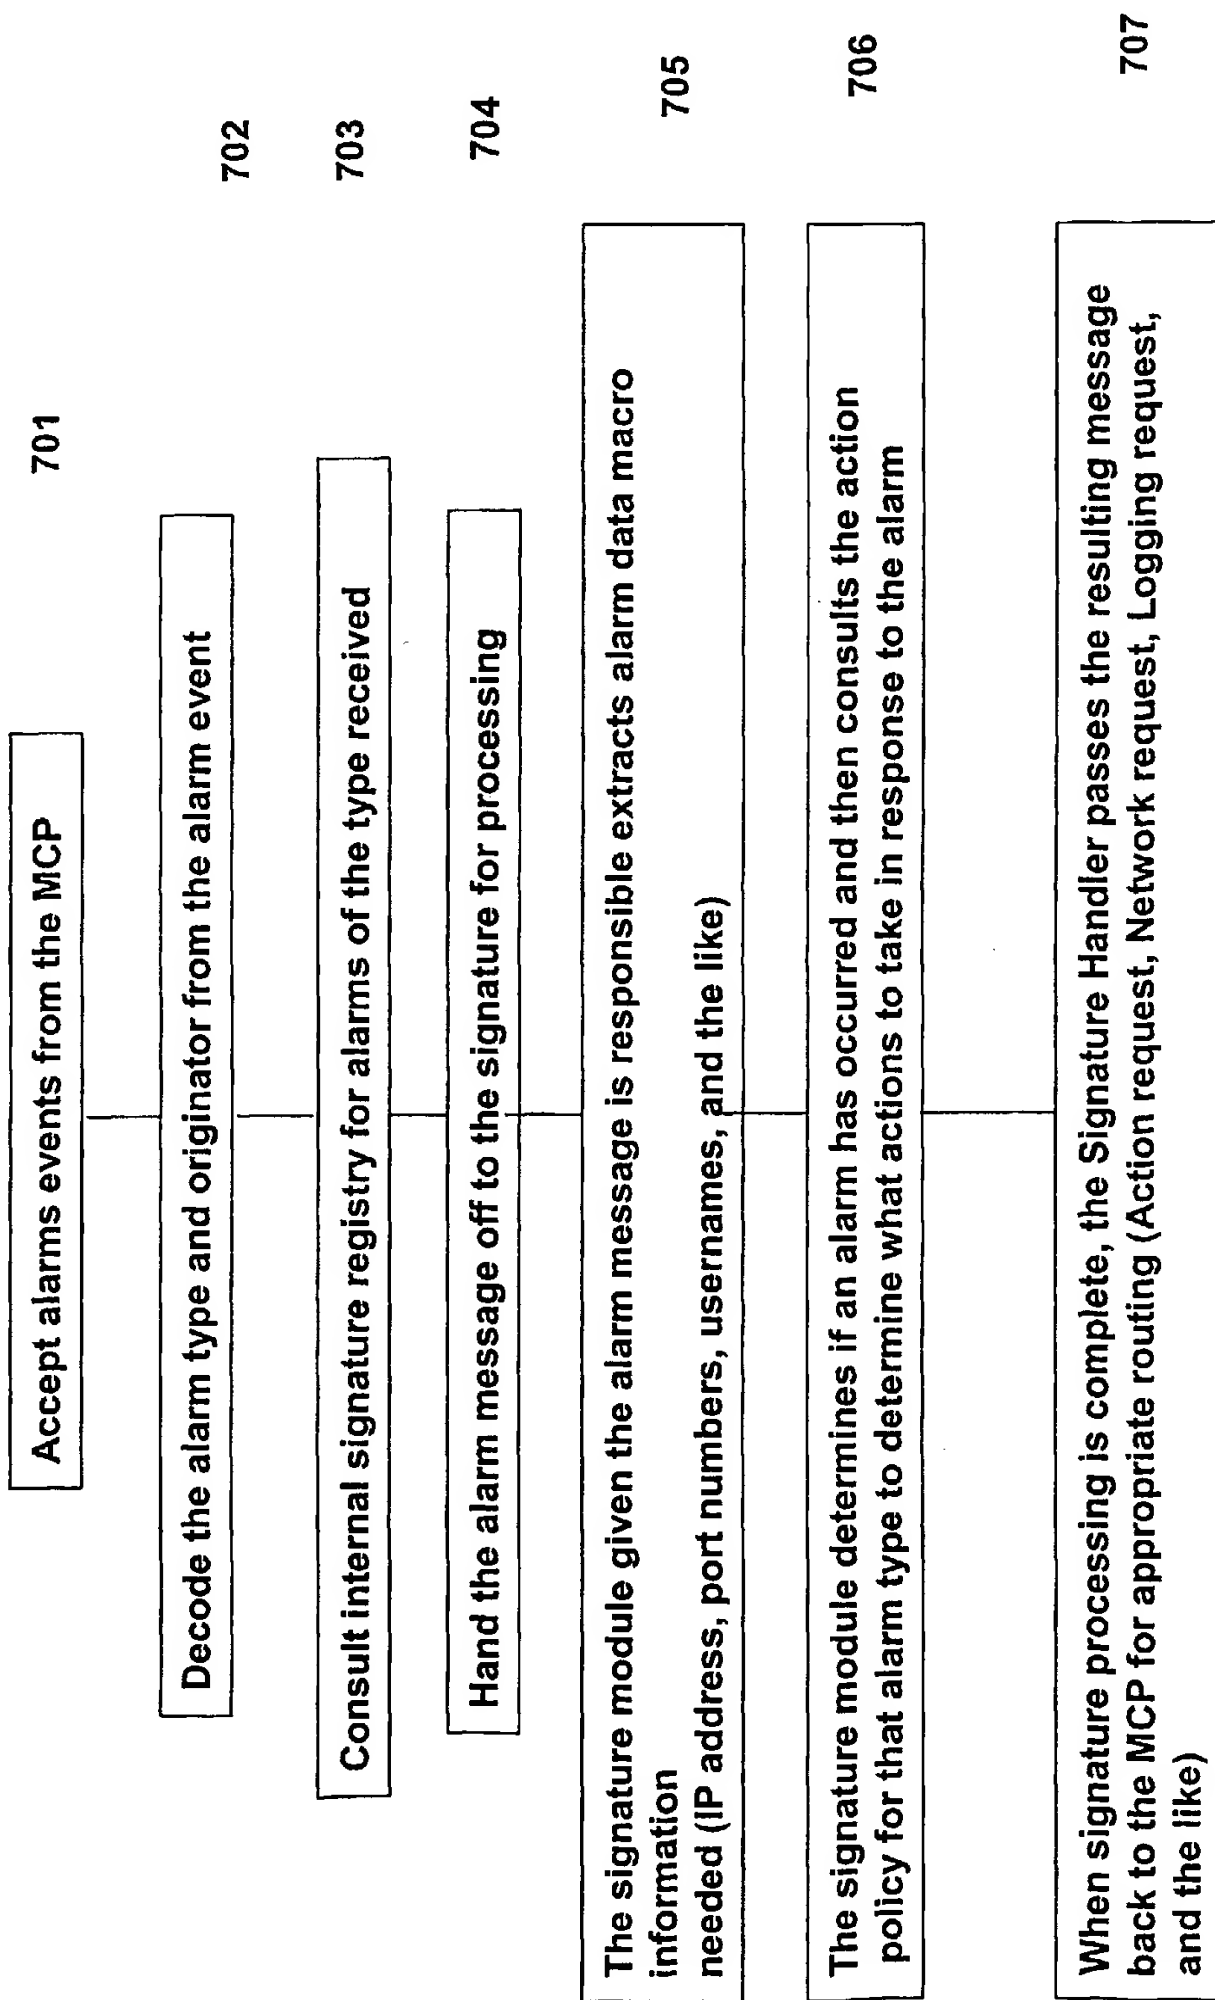 Accept alarms events from the MCP
701
Decode the alarm type and originator from the alarm event
702
Consult internal signature registry for alarms of the type received
703
Hand the alarm message off to the signature for processing
704
The signature module given the alarm message is responsible extracts alarm data macro
information
needed (IP address, port numbers, usernames, and the like)
705
The signature module determines if an alarm has occurred and then consults the action
policy for that alarm type to determine what actions to take in response to the alarm
706
When signature processing is complete, the Signature Handler passes the resulting message
back to the MCP for appropriate routing (Action request, Network request, Logging request,
and the like)
707